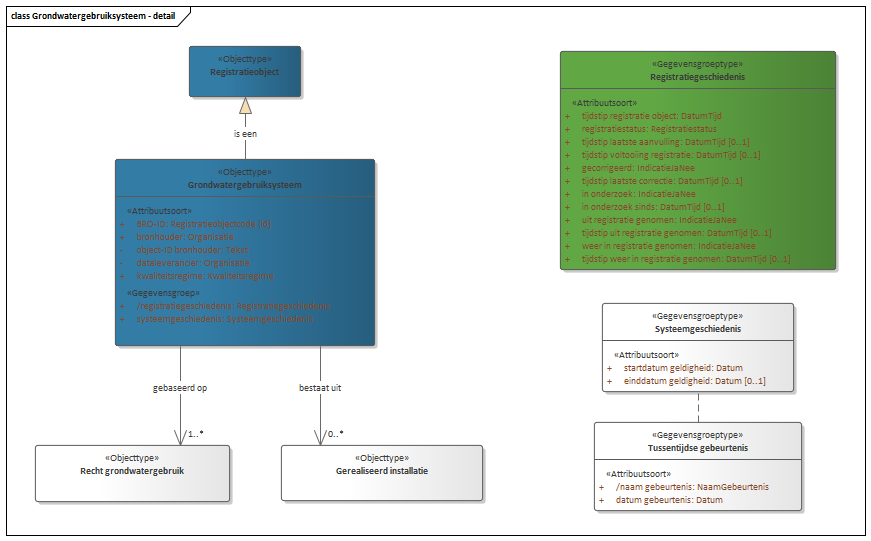 class Grondwatergebruiksysteem - detail
«Objecttype»
Registratieobject
is een
«Objecttype»
Grondwatergebruiksysteem
«Attribuutsoort»
+ BRO-ID: Registratieobjectcode [0]
+ bronhouder: Organisatie
+ object-ID bronhouder: Tekst
- dataleverancier: Organisatie
+ kwaliteitsregime: Kwaliteitsregime
«Gegevensgroep»
+ /registratiegeschiedenis: Registratiegeschiedenis
+ systeemgeschiedenis: Systeemgeschiedenis
gebaseerd op
bestaat uit
1..*
0..*
«Objecttype»
Recht grondwatergebruik
«Objecttype»
Gerealiseerd installatie
«Gegevensgroeptype»
Registratiegeschiedenis
«Attribuutsoort»
+ tijdstip registratie object: DatumTijd
+ registratiestatus: Registratiestatus
+ tijdstip laatste aanvulling: DatumTijd [0..1]
+ tijdstip voltooiing registratie: DatumTijd [0..1]
+ gecorrigeerd: IndicatieJaNee
+ tijdstip laatste correctie: DatumTijd [0..1]
+ in onderzoek: IndicatieJaNee
+ in onderzoek sinds: DatumTijd [0..1]
+ uit registratie genomen: IndicatieJaNee
+ tijdstip uit registratie genomen: DatumTijd [0..1]
+ weer in registratie genomen: IndicatieJaNee
+ tijdstip weer in registratie genomen: DatumTijd [0..1]
«Gegevensgroeptype»
Systeemgeschiedenis
«Attribuutsoort»
+ startdatum geldigheid: Datum
+ einddatum geldigheid: Datum [0..1]
«Gegevensgroeptype»
Tussentijdse gebeurtenis
«Attribuutsoort»
+ /naam gebeurtenis: NaamGebeurtenis
+ datum gebeurtenis: Datum